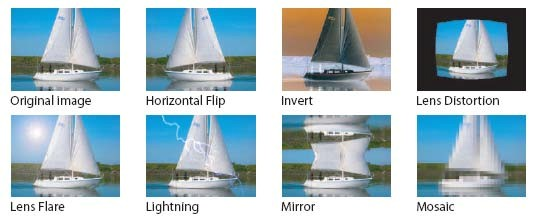 Original image
Horizontal Flip
Invert
Lens Distortion
Lens Flare
Lightning
Mirror
Mosaic